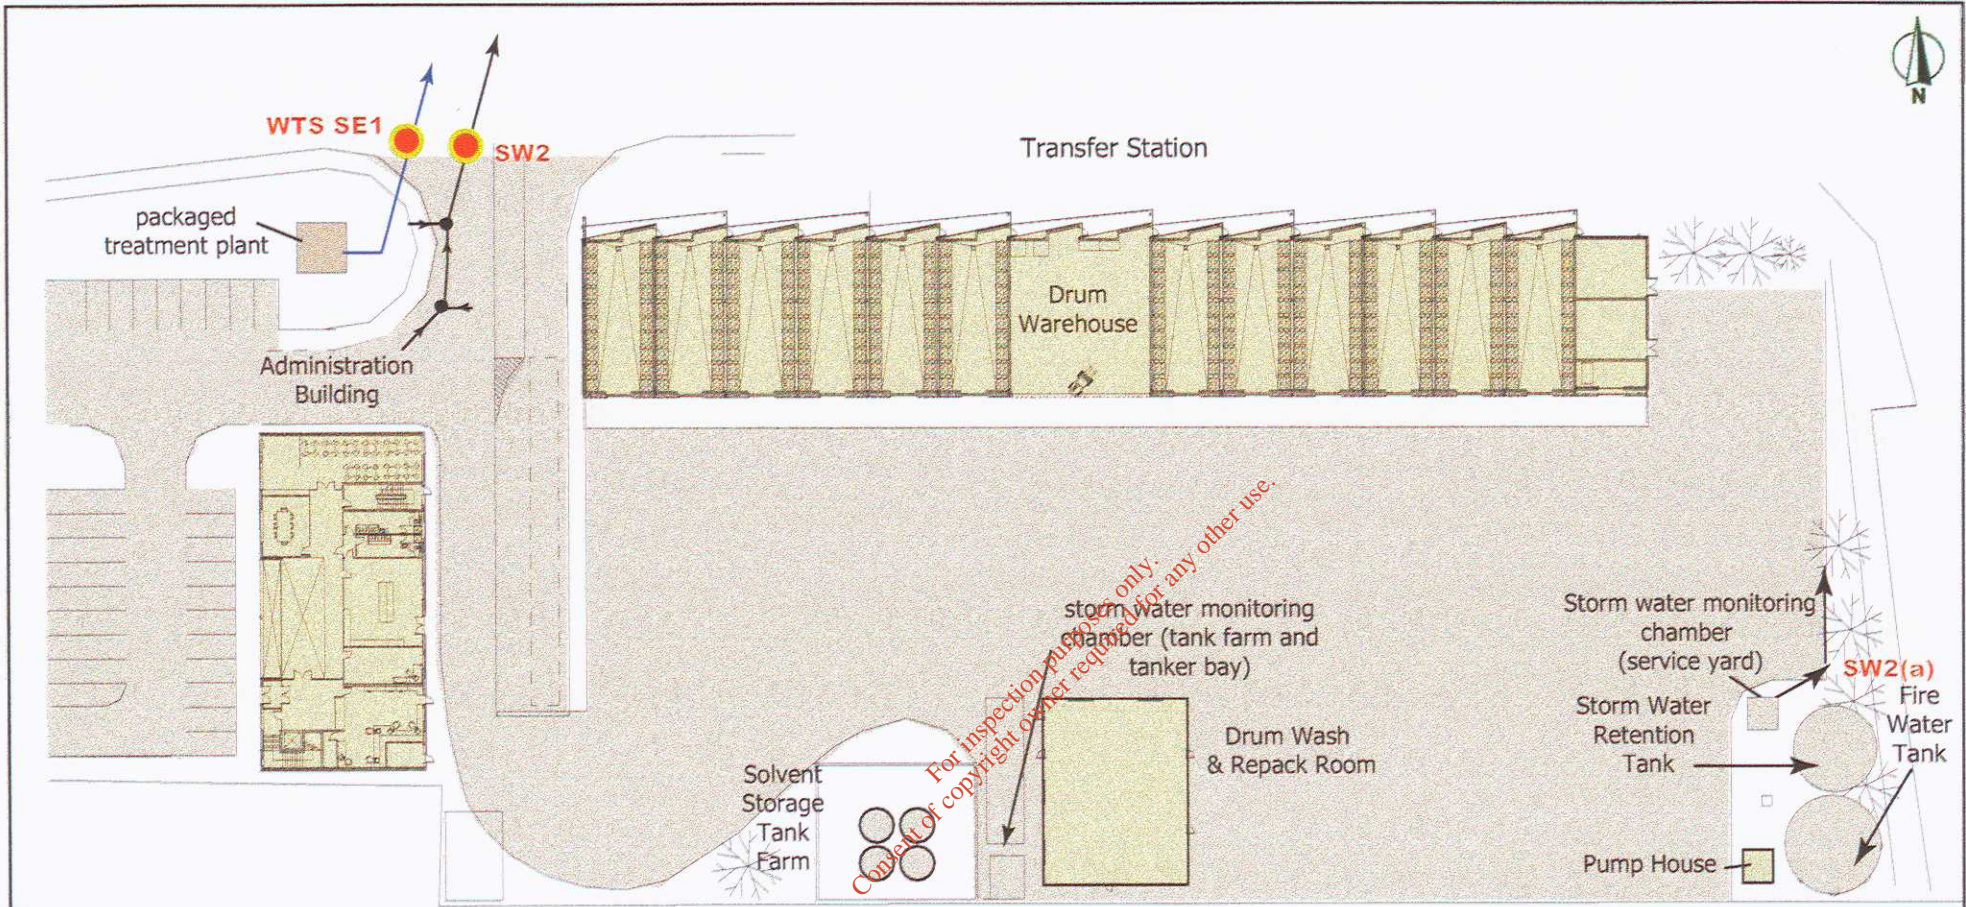 N
WTS SE1
SW2
Transfer Station
packaged
treatment plant
Drum
Warehouse
Administration
Building
For inspection purposes only.
Consent of copyright owner required for any other use.
storm water monitoring
chamber (tank farm and
tanker bay)
Storm water monitoring
chamber
(service yard)
SW2(a)
Fire
Water
Tank
Storm Water
Retention
Tank
Drum Wash
& Repack Room
Solvent
Storage
Tank
Farm
Pump House